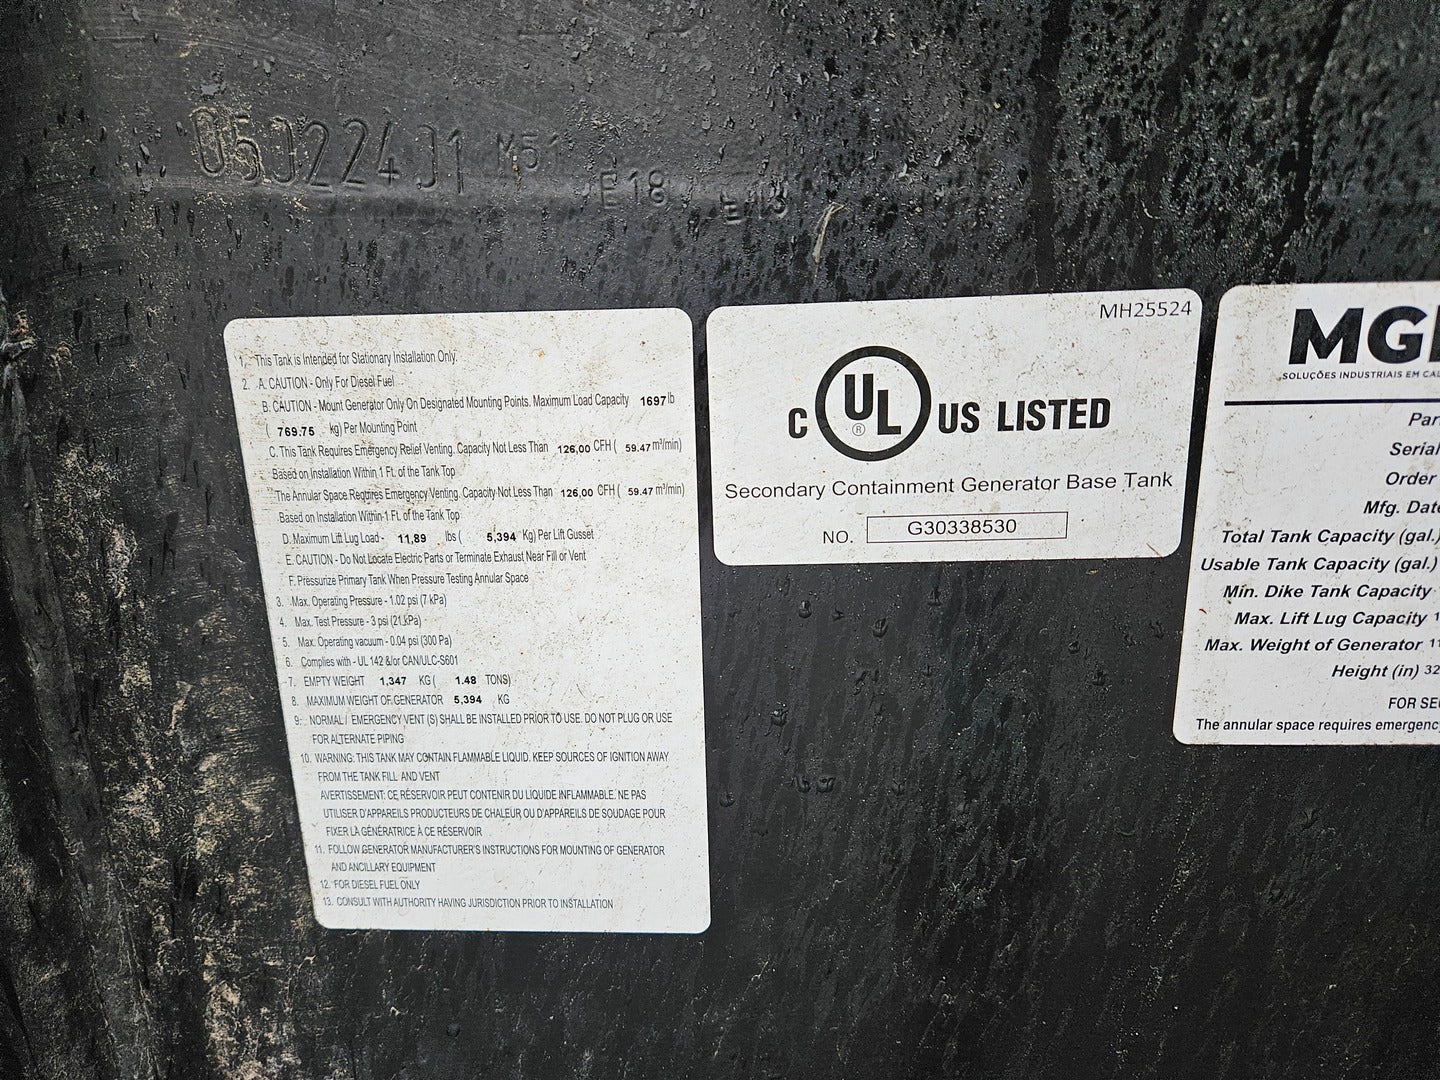 05022401 M51
E18 E18
1. This Tank is Intended for Stationary Installation Only.
2. A. CAUTION - Only For Diesel Fuel
B. CAUTION - Mount Generator Only On Designated Mounting Points. Maximum Load Capacity 1697 lb
( 769.75 kg) Per Mounting Point
C. This Tank Requires Emergency Relief Venting. Capacity Not Less Than 126,00 CFH ( 59.47 m³/min)
Based on Installation Within 1 Ft. of the Tank Top
The Annular Space Requires Emergency Venting. Capacity Not Less Than 126,00 CFH ( 59.47 m³/min)
Based on Installation Within 1 Ft. of the Tank Top
D. Maximum Lift Lug Load - 11,89 lbs ( 5,394 Kg) Per Lift Gusset
E. CAUTION - Do Not Locate Electric Parts or Terminate Exhaust Near Fill or Vent
F. Pressurize Primary Tank When Pressure Testing Annular Space
3. Max. Operating Pressure - 1.02 psi (7 kPa)
4. Max. Test Pressure - 3 psi (21 kPa)
5. Max. Operating vacuum - 0.04 psi (300 Pa)
6. Complies with - UL 142 &/or CAN/ULC-S601
7. EMPTY WEIGHT 1,347 KG ( 1.48 TONS)
8. MAXIMUM WEIGHT OF GENERATOR 5,394 KG
9. NORMAL / EMERGENCY VENT (S) SHALL BE INSTALLED PRIOR TO USE. DO NOT PLUG OR USE
FOR ALTERNATE PIPING
10. WARNING: THIS TANK MAY CONTAIN FLAMMABLE LIQUID. KEEP SOURCES OF IGNITION AWAY
FROM THE TANK FILL AND VENT
AVERTISSEMENT: CE RÉSERVOIR PEUT CONTENIR DU LIQUIDE INFLAMMABLE. NE PAS
UTILISER D'APPAREILS PRODUCTEURS DE CHALEUR OU D'APPAREILS DE SOUDAGE POUR
FIXER LA GÉNÉRATRICE À CE RÉSERVOIR
11. FOLLOW GENERATOR MANUFACTURER'S INSTRUCTIONS FOR MOUNTING OF GENERATOR
AND ANCILLARY EQUIPMENT
12. FOR DIESEL FUEL ONLY
13. CONSULT WITH AUTHORITY HAVING JURISDICTION PRIOR TO INSTALLATION
MH25524
C UL ® US LISTED
Secondary Containment Generator Base Tank
NO. G30338530
MG
SOLUÇÕES INDUSTRIAIS EM CAL
Par
Serial
Order
Mfg. Date
Total Tank Capacity (gal.)
Usable Tank Capacity (gal.)
Min. Dike Tank Capacity
Max. Lift Lug Capacity 1
Max. Weight of Generator 11
Height (in) 32
FOR SE
The annular space requires emergency